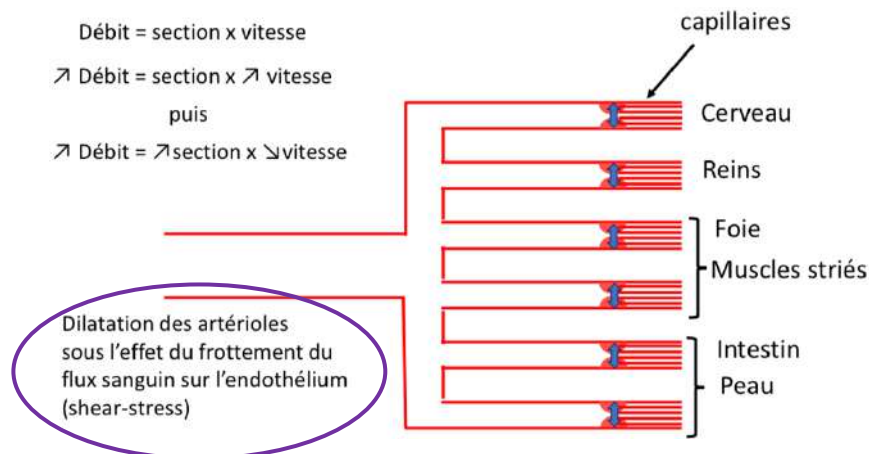 Débit = section x vitesse
↗ Débit = section x ↗ vitesse
puis
↗ Débit = ↗section x ↘vitesse
capillaires
Cerveau
Reins
Foie
Muscles striés
Intestin
Peau
Dilatation des artérioles
sous l'effet du frottement du
flux sanguin sur l'endothélium
(shear-stress)